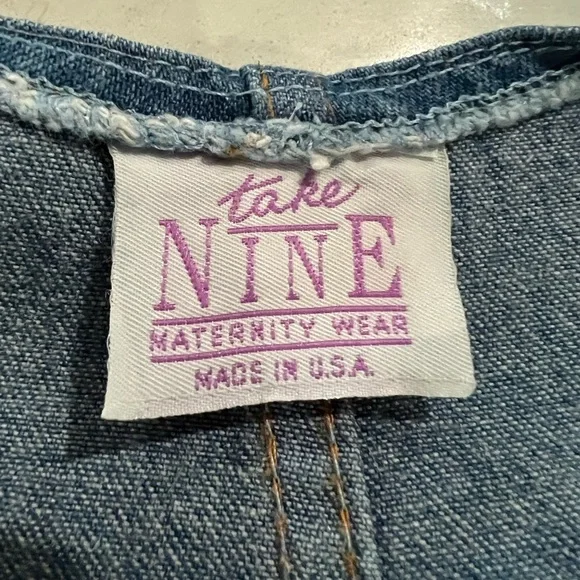 take
NINE
MATERNITY WEAR
MADE IN U.S.A.